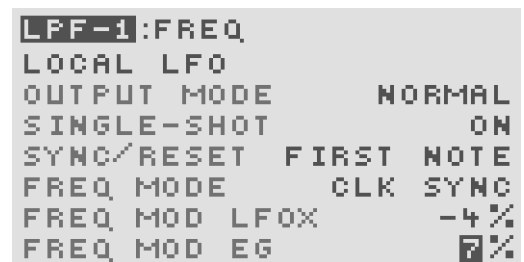 LPF-1:FREQ
LOCAL LFO
OUTPUT MODE NORMAL
SINGLE-SHOT ON
SYNC/RESET FIRST NOTE
FREQ MODE CLK SYNC
FREQ MOD LFOX -4%
FREQ MOD EG 7%